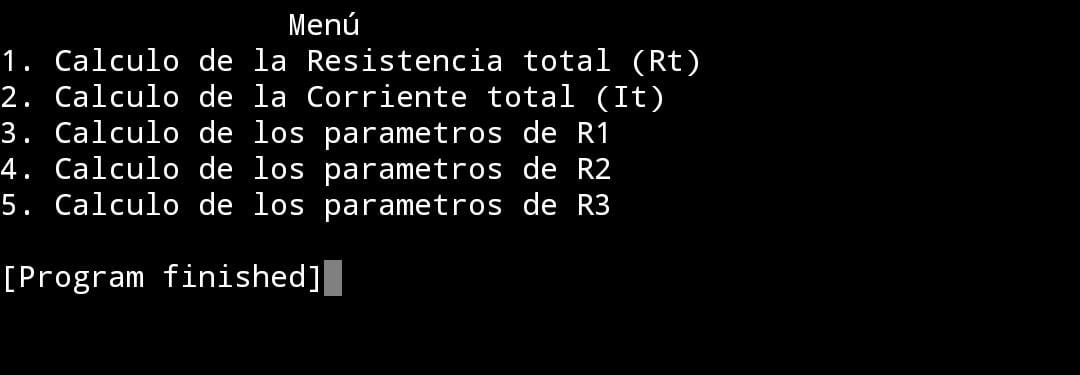 Menú
1. Calculo de la Resistencia total (Rt)
2. Calculo de la Corriente total (It)
3. Calculo de los parametros de R1
4. Calculo de los parametros de R2
5. Calculo de los parametros de R3
[Program finished]